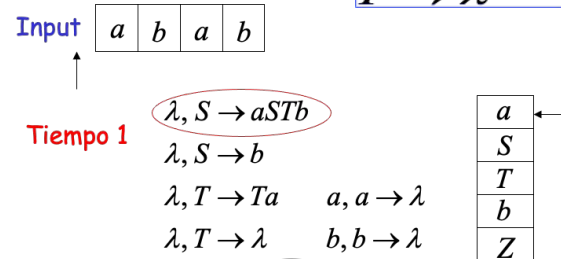 Input a b a b
Tiempo 1
λ, S → aSTb
λ, S → b
λ, T → Ta a, a → λ
λ, T → λ b, b → λ
a
S
T
b
Z